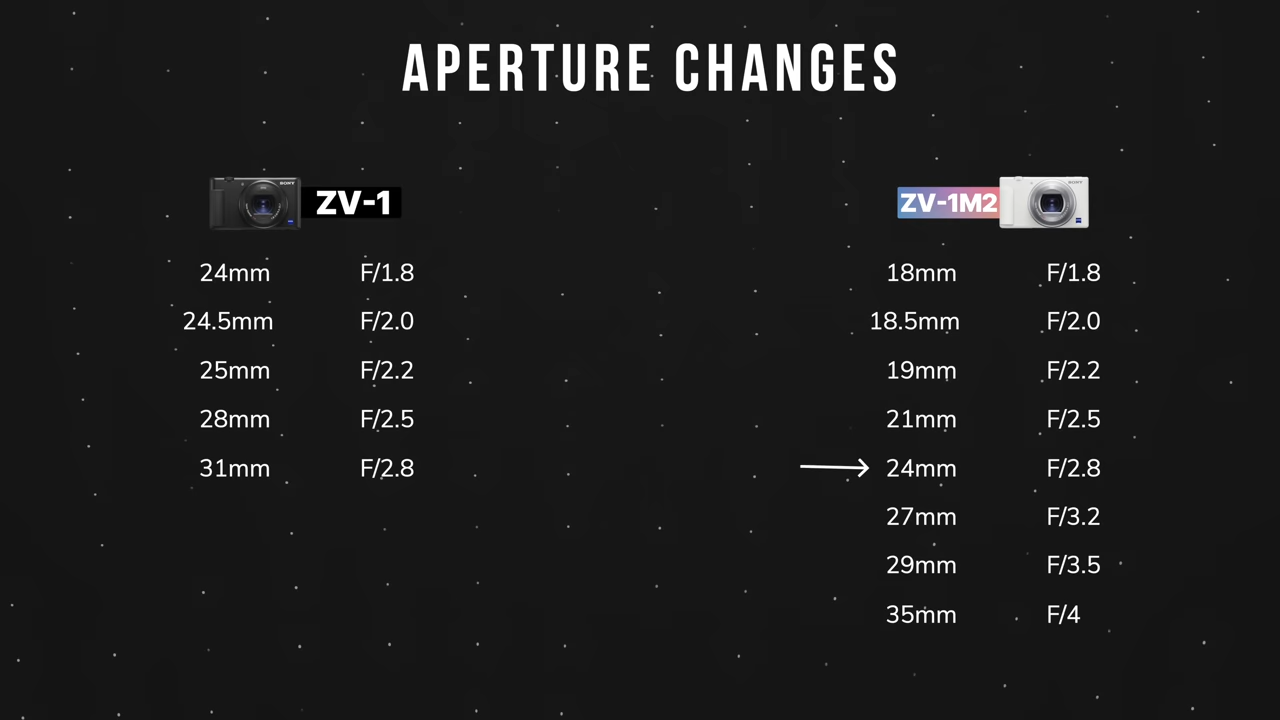 APERTURE CHANGES
SONY ZV-1
24mm F/1.8
24.5mm F/2.0
25mm F/2.2
28mm F/2.5
31mm F/2.8
ZV-1M2 SONY
18mm F/1.8
18.5mm F/2.0
19mm F/2.2
21mm F/2.5
24mm F/2.8
27mm F/3.2
29mm F/3.5
35mm F/4